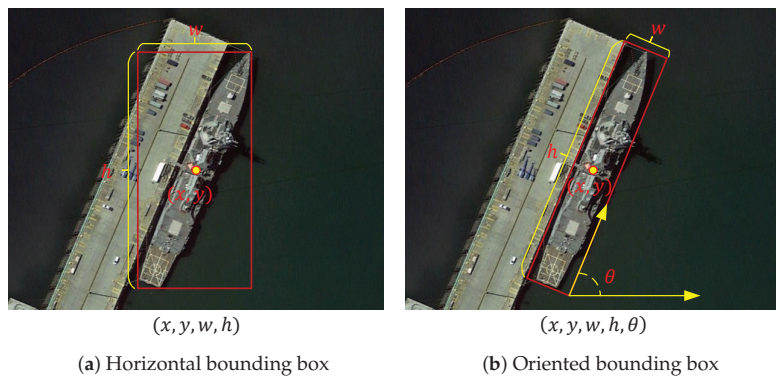 w
h
(x, y)
(x, y, w, h)
(a) Horizontal bounding box
w
h
(x, y)
θ
(x, y, w, h, θ)
(b) Oriented bounding box